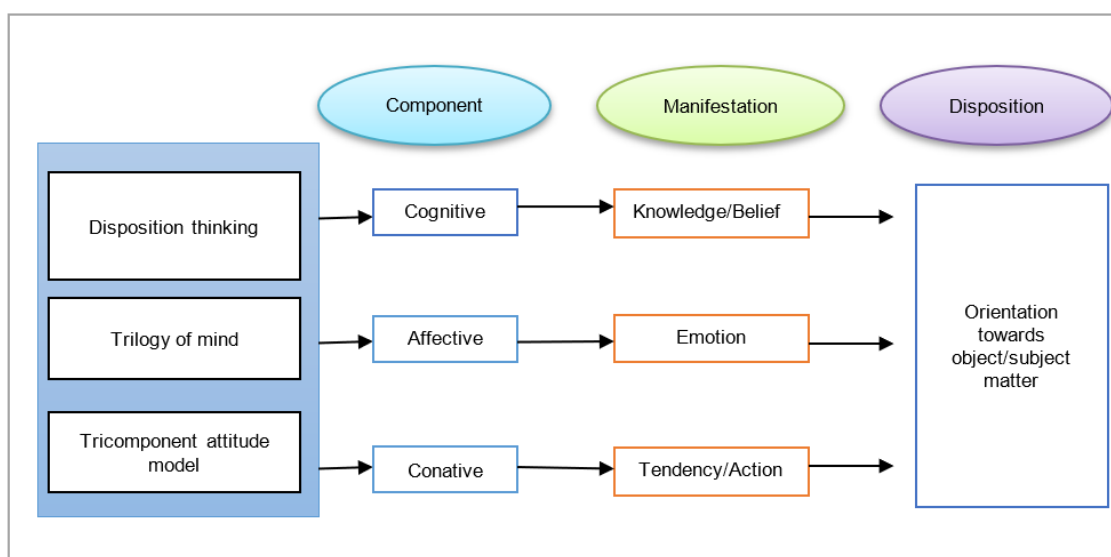 Component
Manifestation
Disposition
Disposition thinking
Cognitive
Knowledge/Belief
Trilogy of mind
Affective
Emotion
Orientation
towards
object/subject
matter
Tricomponent attitude
model
Conative
Tendency/Action